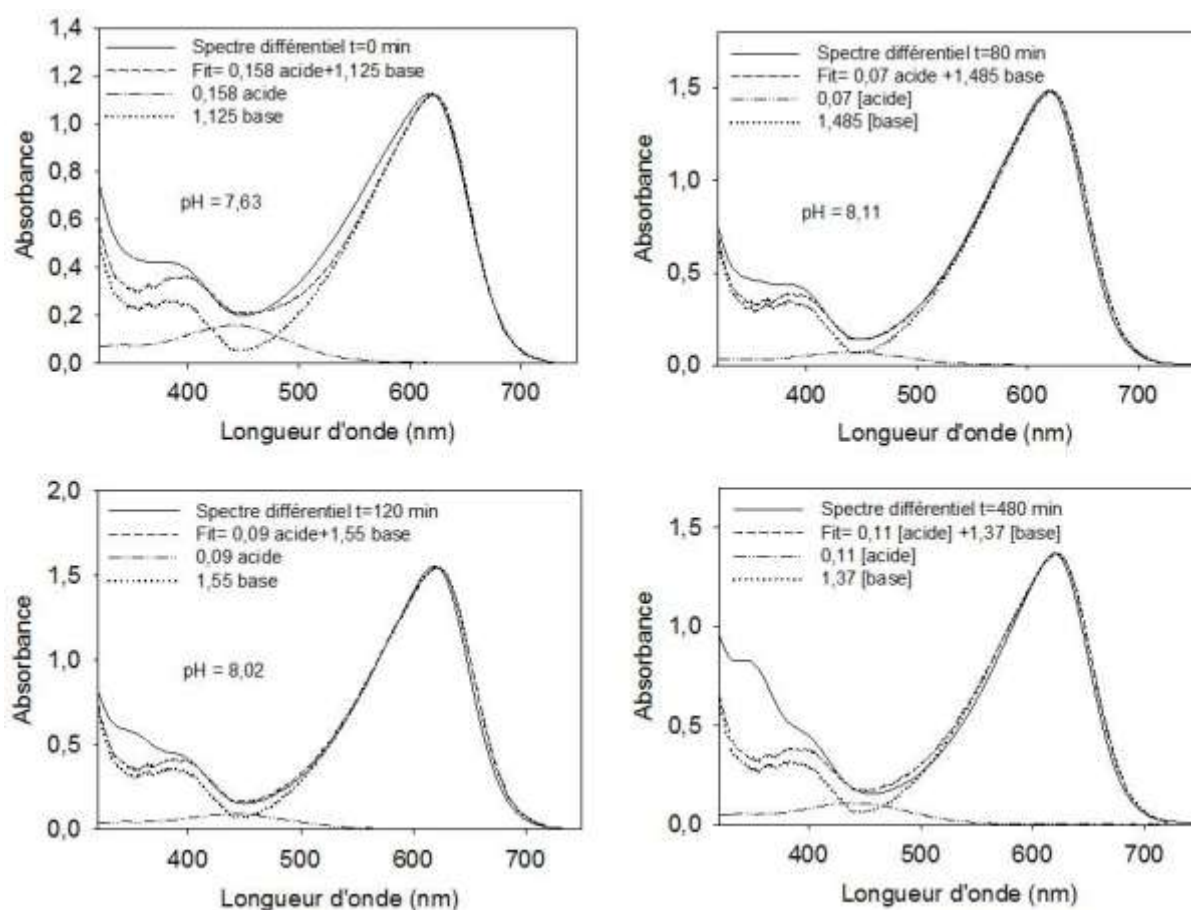 1,4
Spectre différentiel t=0 min
1,2
Fit= 0,158 acide+1,125 base
0,158 acide
1,0
1,125 base
0,8
pH = 7,63
0,6
0,4
0,2
0,0
400 500 600 700
Longueur d'onde (nm)
Absorbance
Spectre différentiel t=80 min
1,5
Fit= 0,07 acide +1,485 base
0,07 [acide]
1,485 [base]
1,0
pH = 8,11
0,5
0,0
400 500 600 700
Longueur d'onde (nm)
Absorbance
2,0
Spectre différentiel t=120 min
Fit= 0,09 acide+1,55 base
0,09 acide
1,5
1,55 base
1,0
pH = 8,02
0,5
0,0
400 500 600 700
Longueur d'onde (nm)
Absorbance
Spectre différentiel t=480 min
1,5
Fit= 0,11 [acide] +1,37 [base]
0,11 [acide]
1,37 [base]
1,0
0,5
0,0
400 500 600 700
Longueur d'onde (nm)
Absorbance